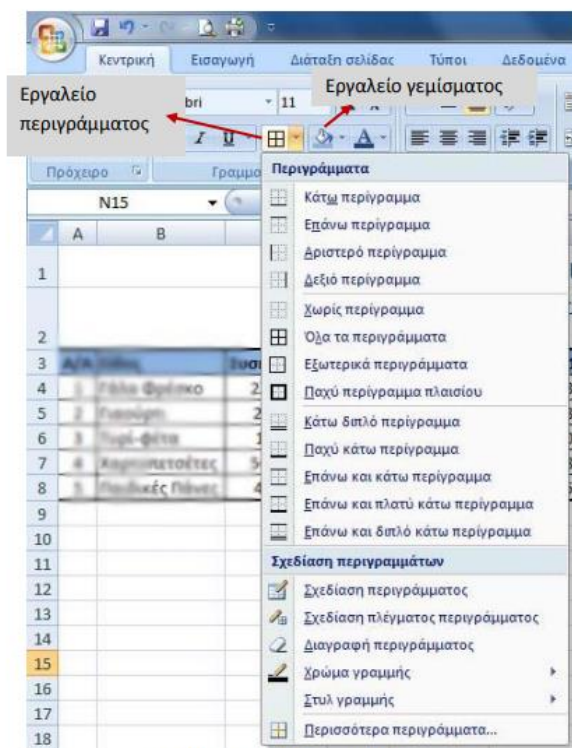 Κεντρική Εισαγωγή Διάταξη σελίδας Τύποι Δεδομένα
Εργαλείο
περιγράμματος
Εργαλείο γεμίσματος
11
I U A
Πρόχειρο
N15
A B
Περιγράμματα
Κάτω περίγραμμα
Επάνω περίγραμμα
Αριστερό περίγραμμα
Δεξιό περίγραμμα
Χωρίς περίγραμμα
Όλα τα περιγράμματα
Εξωτερικά περιγράμματα
Παχύ περίγραμμα πλαισίου
Κάτω διπλό περίγραμμα
Παχύ κάτω περίγραμμα
Επάνω και κάτω περίγραμμα
Επάνω και πλατύ κάτω περίγραμμα
Επάνω και διπλό κάτω περίγραμμα
Σχεδίαση περιγραμμάτων
Σχεδίαση περιγράμματος
Σχεδίαση πλέγματος περιγράμματος
Διαγραφή περιγράμματος
Χρώμα γραμμής
Στυλ γραμμής
Περισσότερα περιγράμματα...
1
2
3
4
5
6
7
8
9
10
11
12
13
14
15
16
17
18